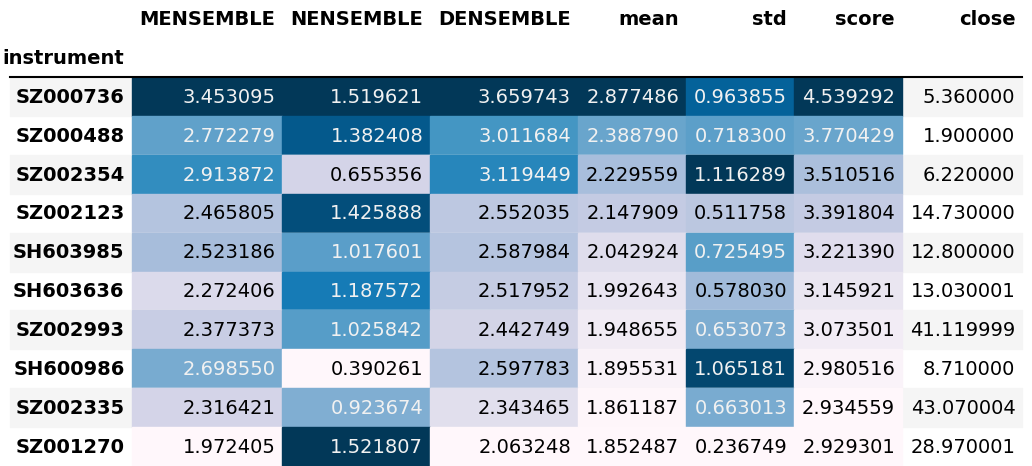 MENSEMBLE NENSEMBLE DENSEMBLE mean std score close
instrument
SZ000736 3.453095 1.519621 3.659743 2.877486 0.963855 4.539292 5.360000
SZ000488 2.772279 1.382408 3.011684 2.388790 0.718300 3.770429 1.900000
SZ002354 2.913872 0.655356 3.119449 2.229559 1.116289 3.510516 6.220000
SZ002123 2.465805 1.425888 2.552035 2.147909 0.511758 3.391804 14.730000
SH603985 2.523186 1.017601 2.587984 2.042924 0.725495 3.221390 12.800000
SH603636 2.272406 1.187572 2.517952 1.992643 0.578030 3.145921 13.030001
SZ002993 2.377373 1.025842 2.442749 1.948655 0.653073 3.073501 41.119999
SH600986 2.698550 0.390261 2.597783 1.895531 1.065181 2.980516 8.710000
SZ002335 2.316421 0.923674 2.343465 1.861187 0.663013 2.934559 43.070004
SZ001270 1.972405 1.521807 2.063248 1.852487 0.236749 2.929301 28.970001